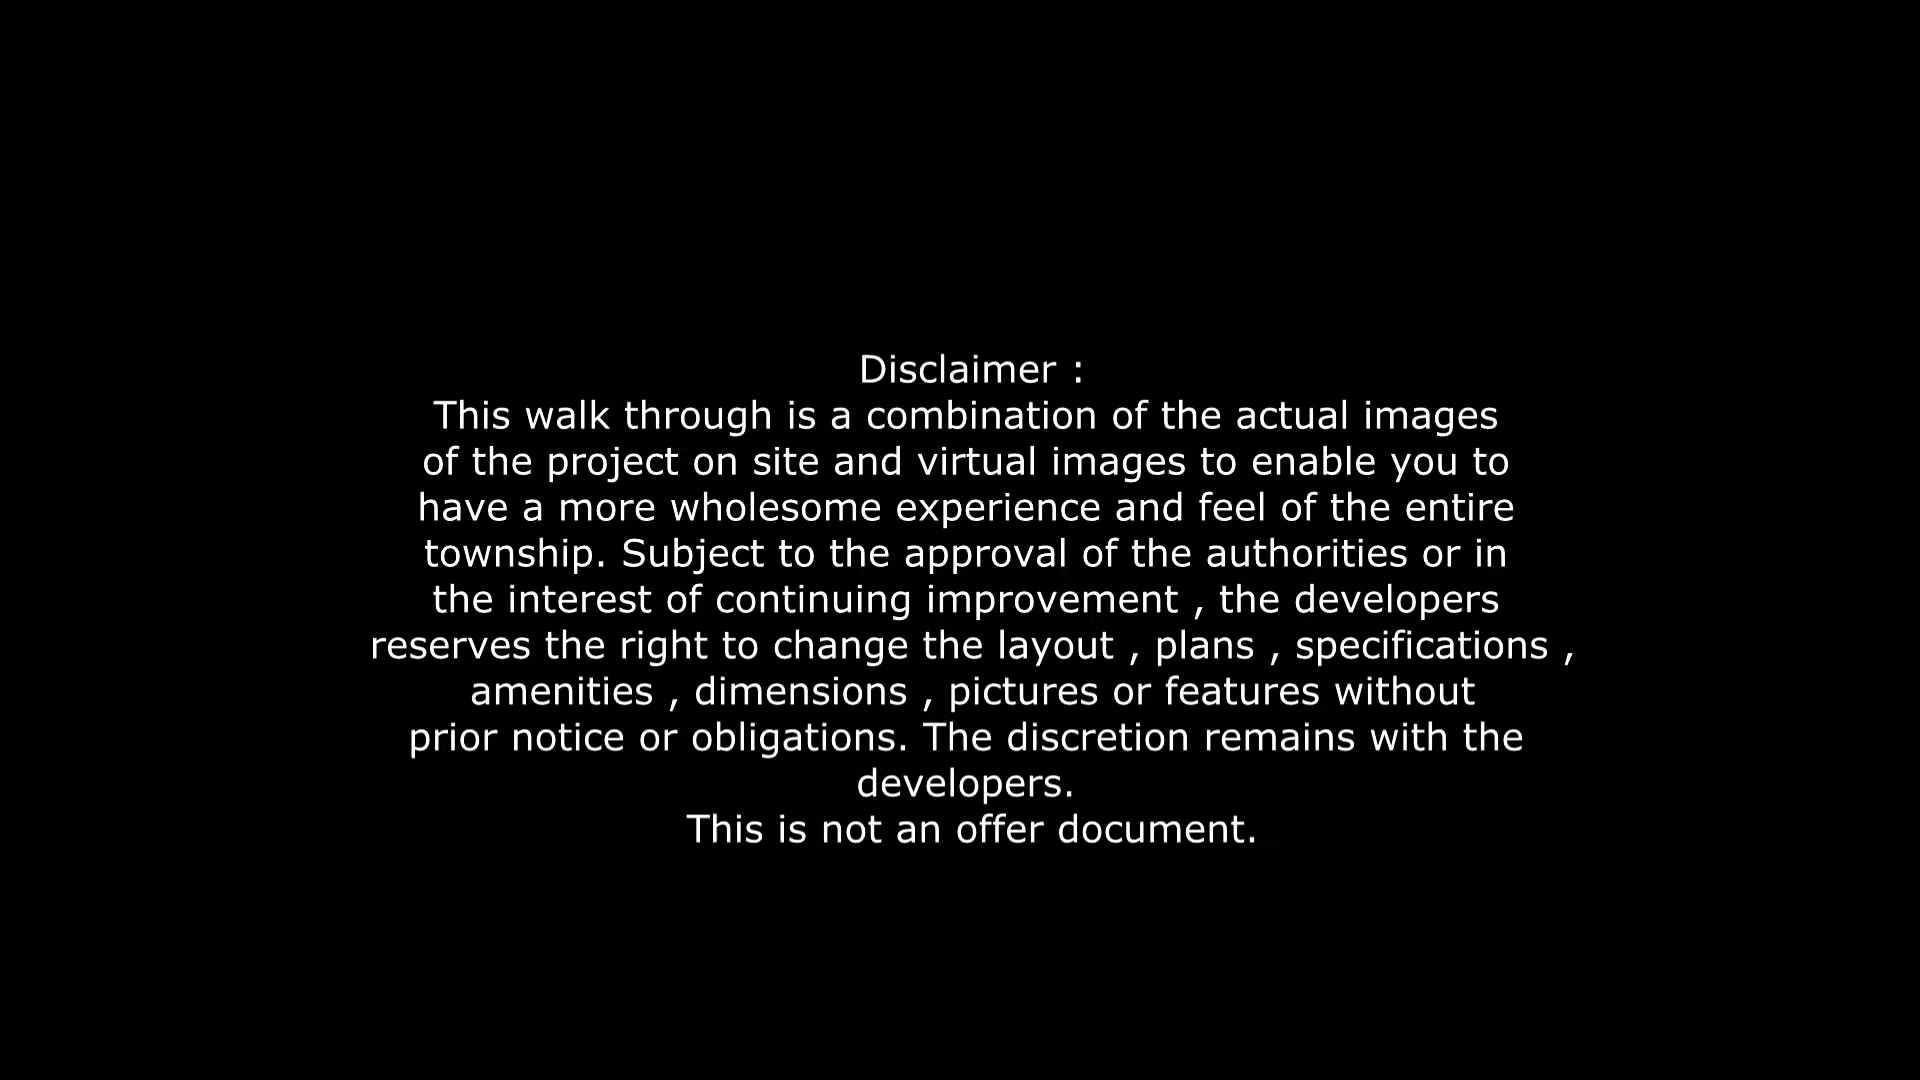 Disclaimer :
This walk through is a combination of the actual images
of the project on site and virtual images to enable you to
have a more wholesome experience and feel of the entire
township. Subject to the approval of the authorities or in
the interest of continuing improvement , the developers
reserves the right to change the layout , plans , specifications ,
amenities , dimensions , pictures or features without
prior notice or obligations. The discretion remains with the
developers.
This is not an offer document.